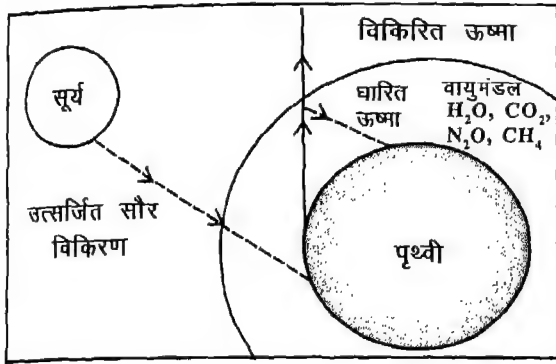 विकिरित ऊष्मा
सूर्य
घारित
ऊष्मा
वायुमंडल
H₂O, CO₂,
N₂O, CH₄
उत्सर्जित सौर
विकिरण
पृथ्वी